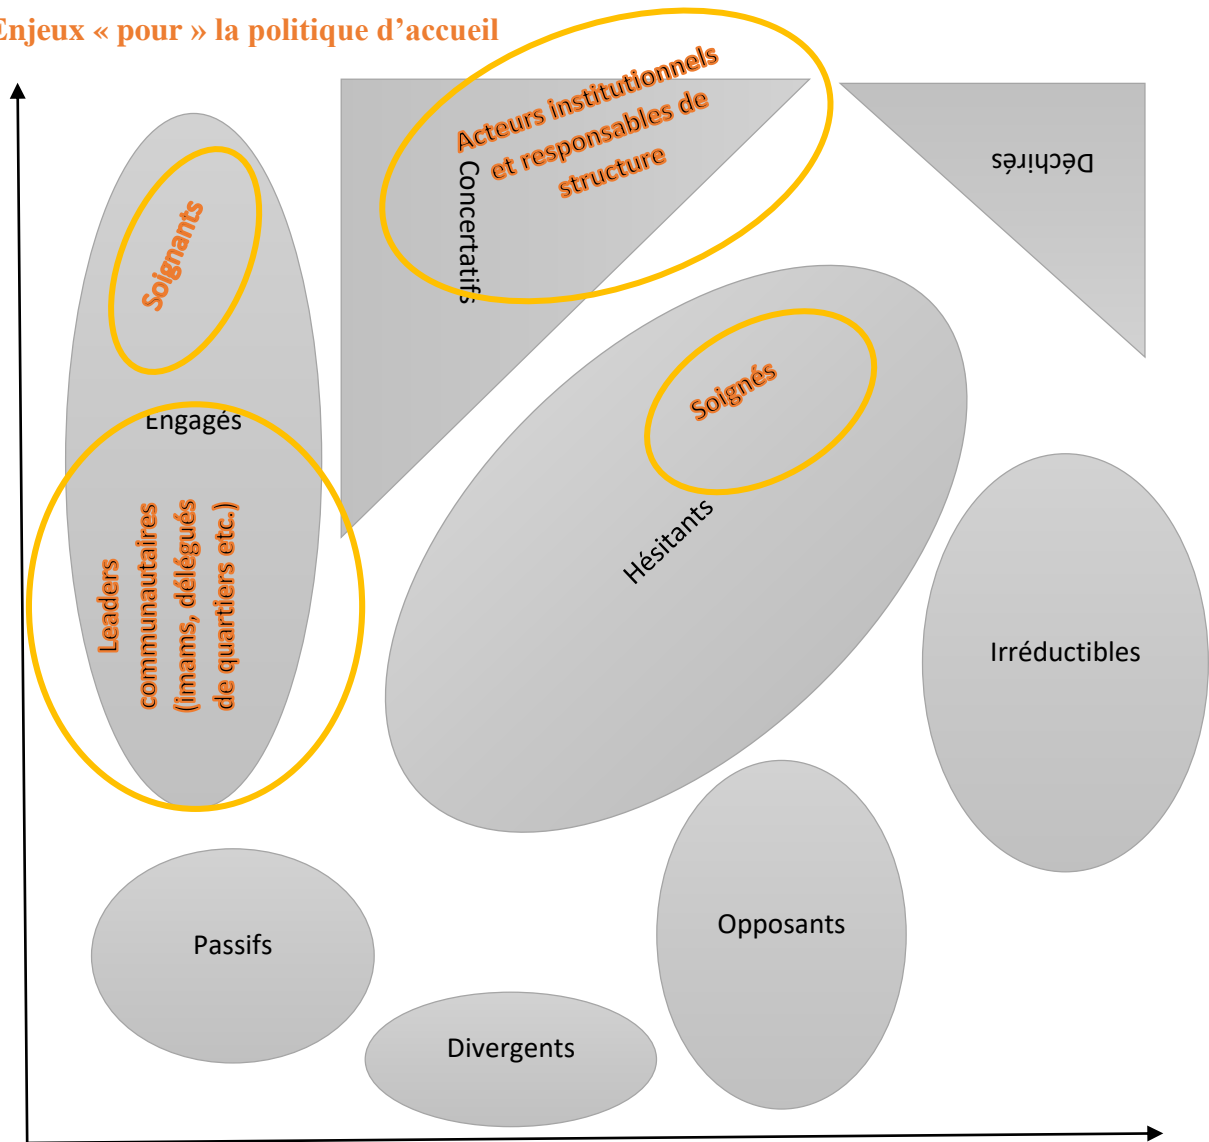 Enjeux « pour » la politique d’accueil
Acteurs institutionnels
et responsables de
structure
Concertatifs
Déchirés
Soignants
Engagés
Soignés
Hésitants
Leaders
communautaires
(imams, délégués
de quartiers etc.)
Irréductibles
Passifs
Opposants
Divergents